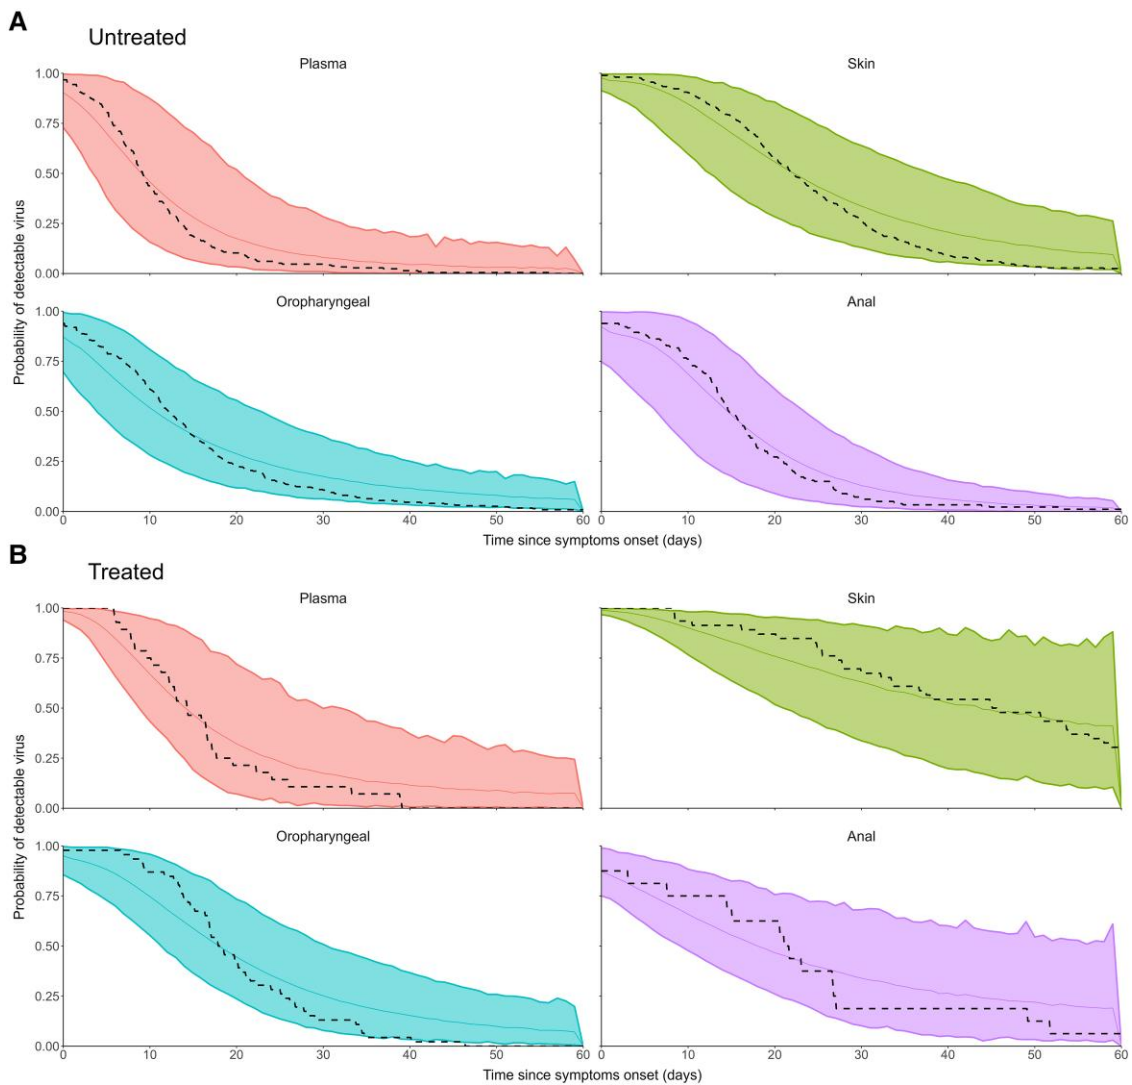 A
Untreated
Plasma
Skin
1.00
0.75
0.50
0.25
0.00
Oropharyngeal
Anal
1.00
0.75
0.50
0.25
0.00
Probability of detectable virus
0 10 20 30 40 50 60 0 10 20 30 40 50 60
Time since symptoms onset (days)
B
Treated
Plasma
Skin
1.00
0.75
0.50
0.25
0.00
Oropharyngeal
Anal
1.00
0.75
0.50
0.25
0.00
Probability of detectable virus
0 10 20 30 40 50 60 0 10 20 30 40 50 60
Time since symptoms onset (days)